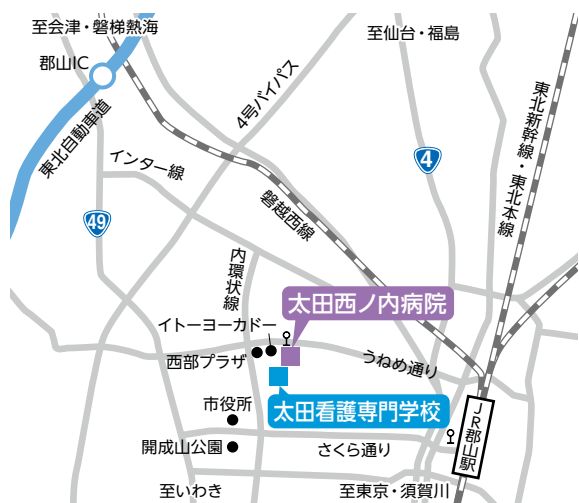 至会津・磐梯熱海
至仙台・福島
郡山IC
4号バイパス
東北新幹線・東北本線
東北自動車道
インター線
4
磐越西線
49
内環状線
太田西ノ内病院
イトーヨーカドー
西部プラザ
うねめ通り
太田看護専門学校
市役所
JR郡山駅
開成山公園
さくら通り
至いわき
至東京・須賀川